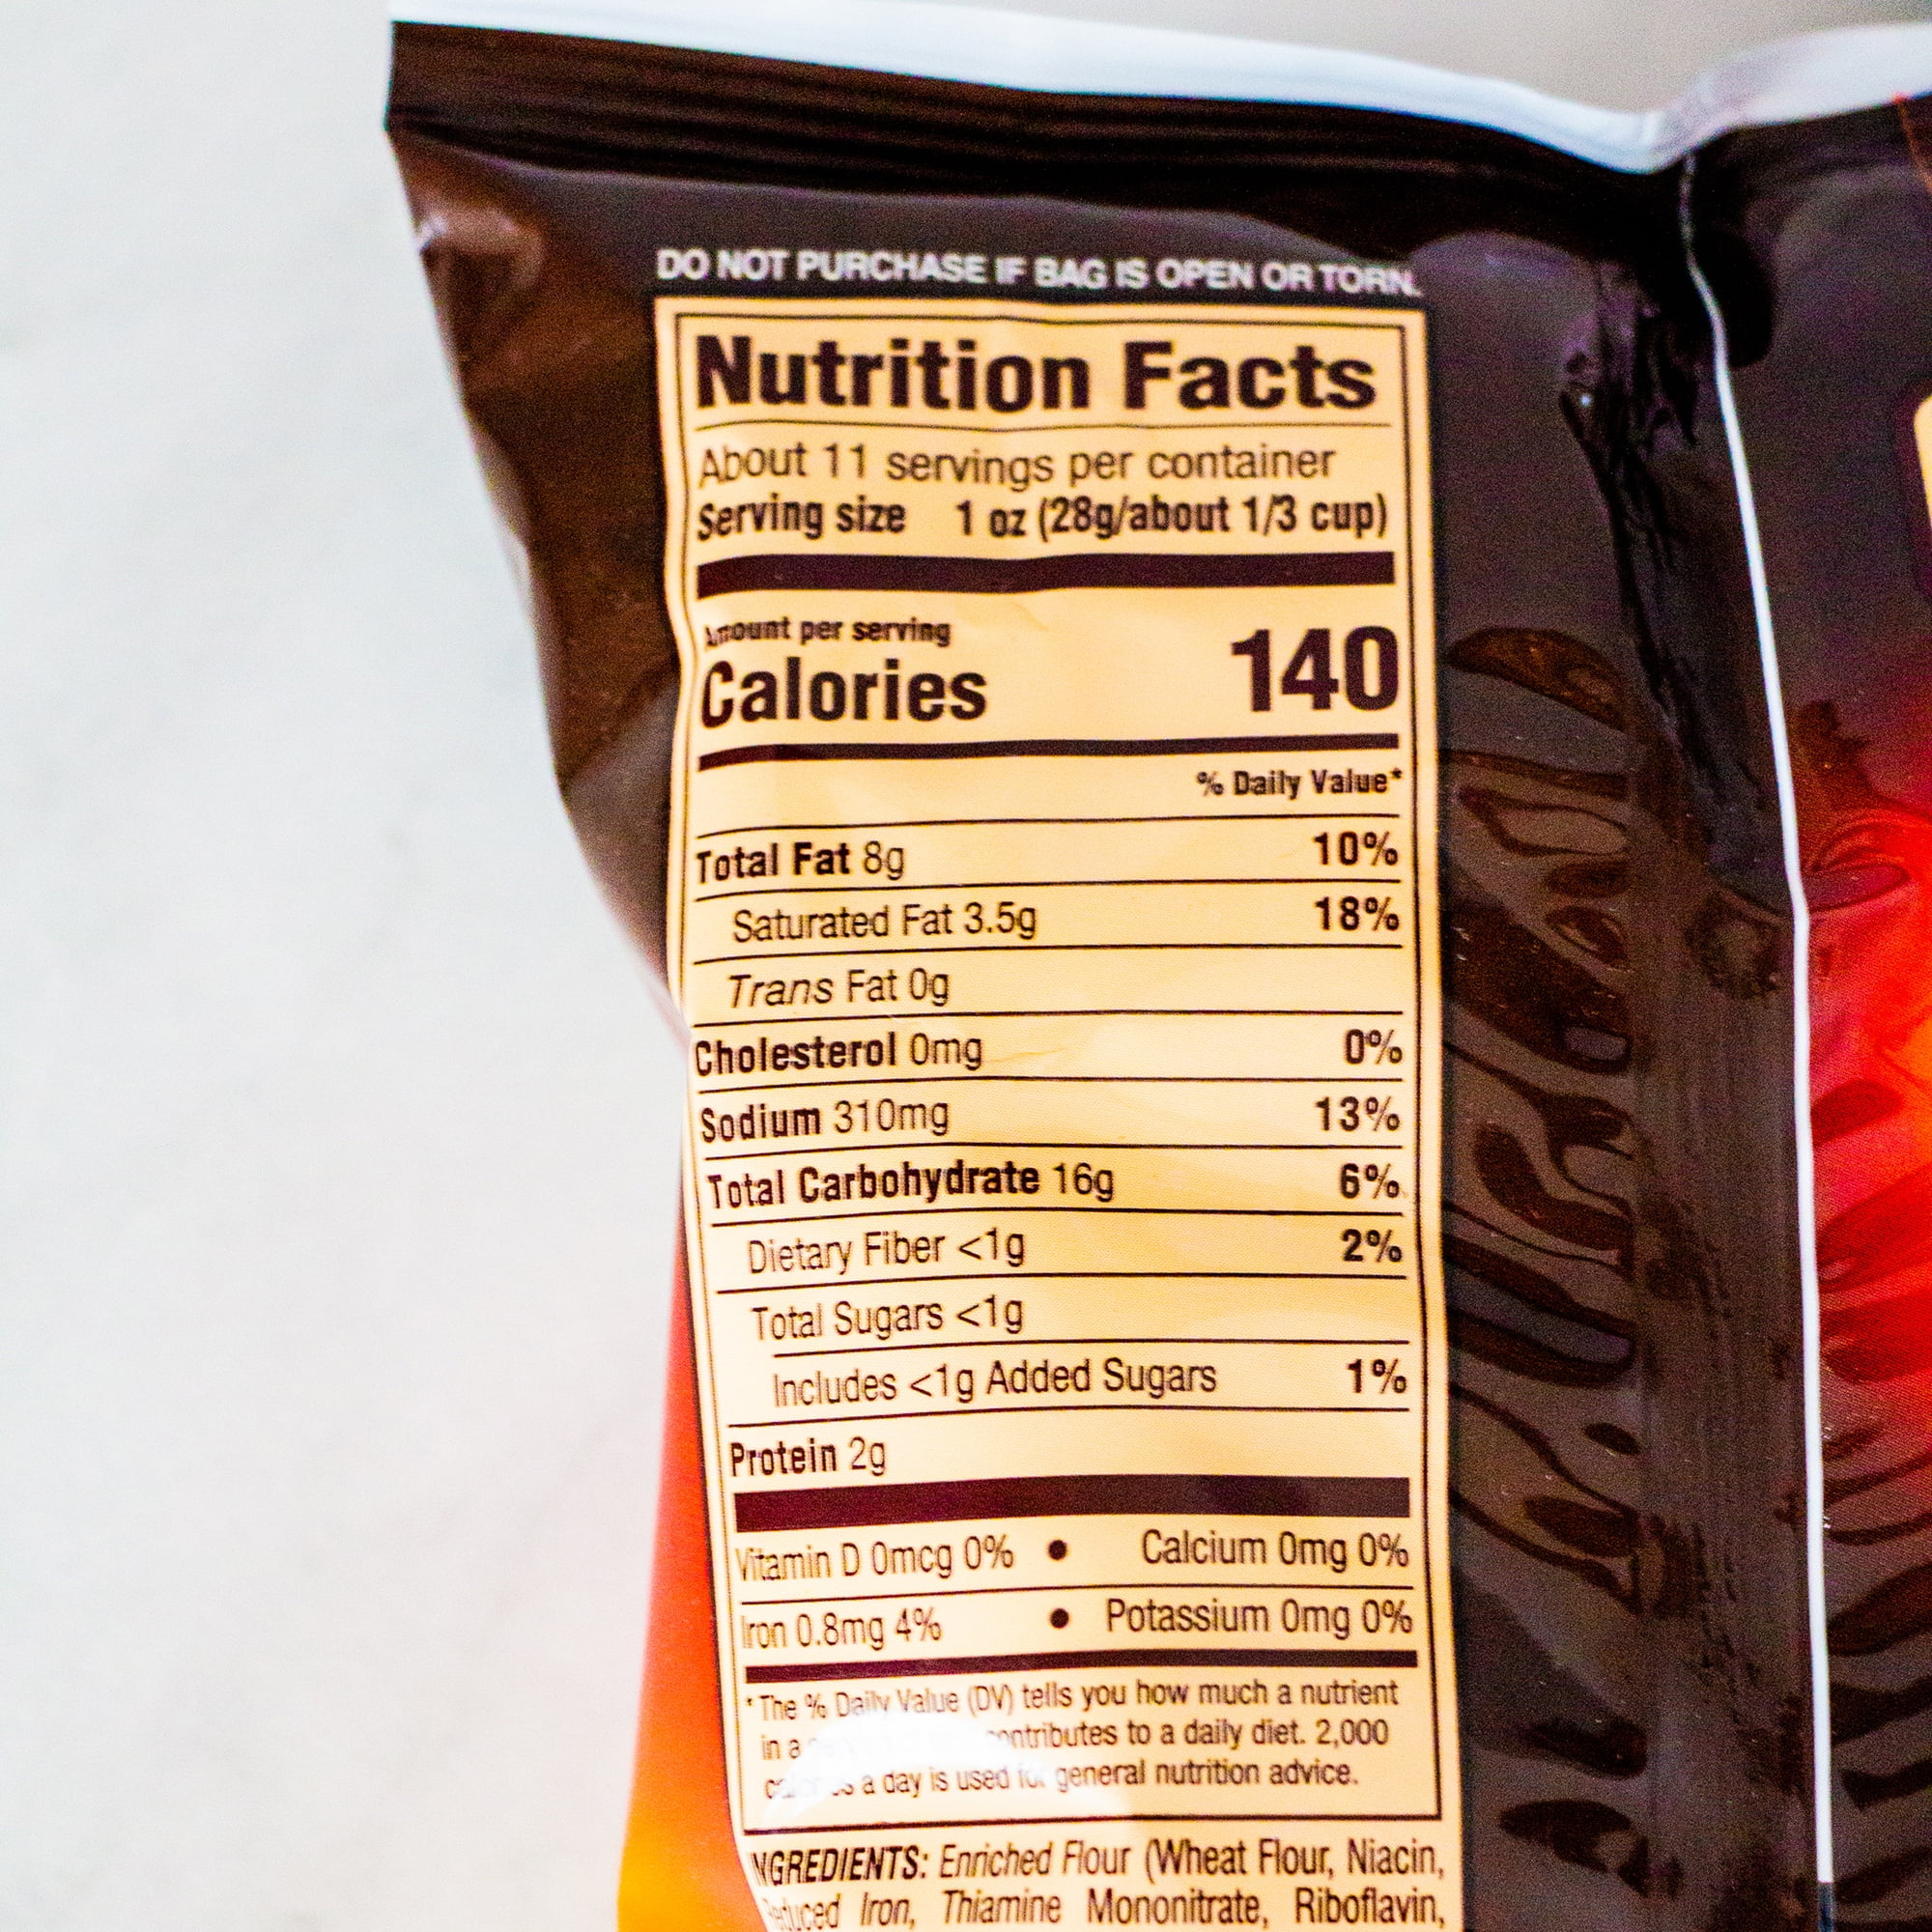 DO NOT PURCHASE IF BAG IS OPEN OR TORN.
Nutrition Facts
About 11 servings per container
Serving size 1 oz (28g/about 1/3 cup)
Amount per serving
Calories 140
% Daily Value*
Total Fat 8g 10%
Saturated Fat 3.5g 18%
Trans Fat 0g
Cholesterol 0mg 0%
Sodium 310mg 13%
Total Carbohydrate 16g 6%
Dietary Fiber <1g 2%
Total Sugars <1g
Includes <1g Added Sugars 1%
Protein 2g
Vitamin D 0mcg 0% • Calcium 0mg 0%
Iron 0.8mg 4% • Potassium 0mg 0%
* The % Daily Value (DV) tells you how much a nutrient
in a contributes to a daily diet. 2,000
calories a day is used for general nutrition advice.
INGREDIENTS: Enriched Flour (Wheat Flour, Niacin,
Reduced Iron, Thiamine Mononitrate, Riboflavin,